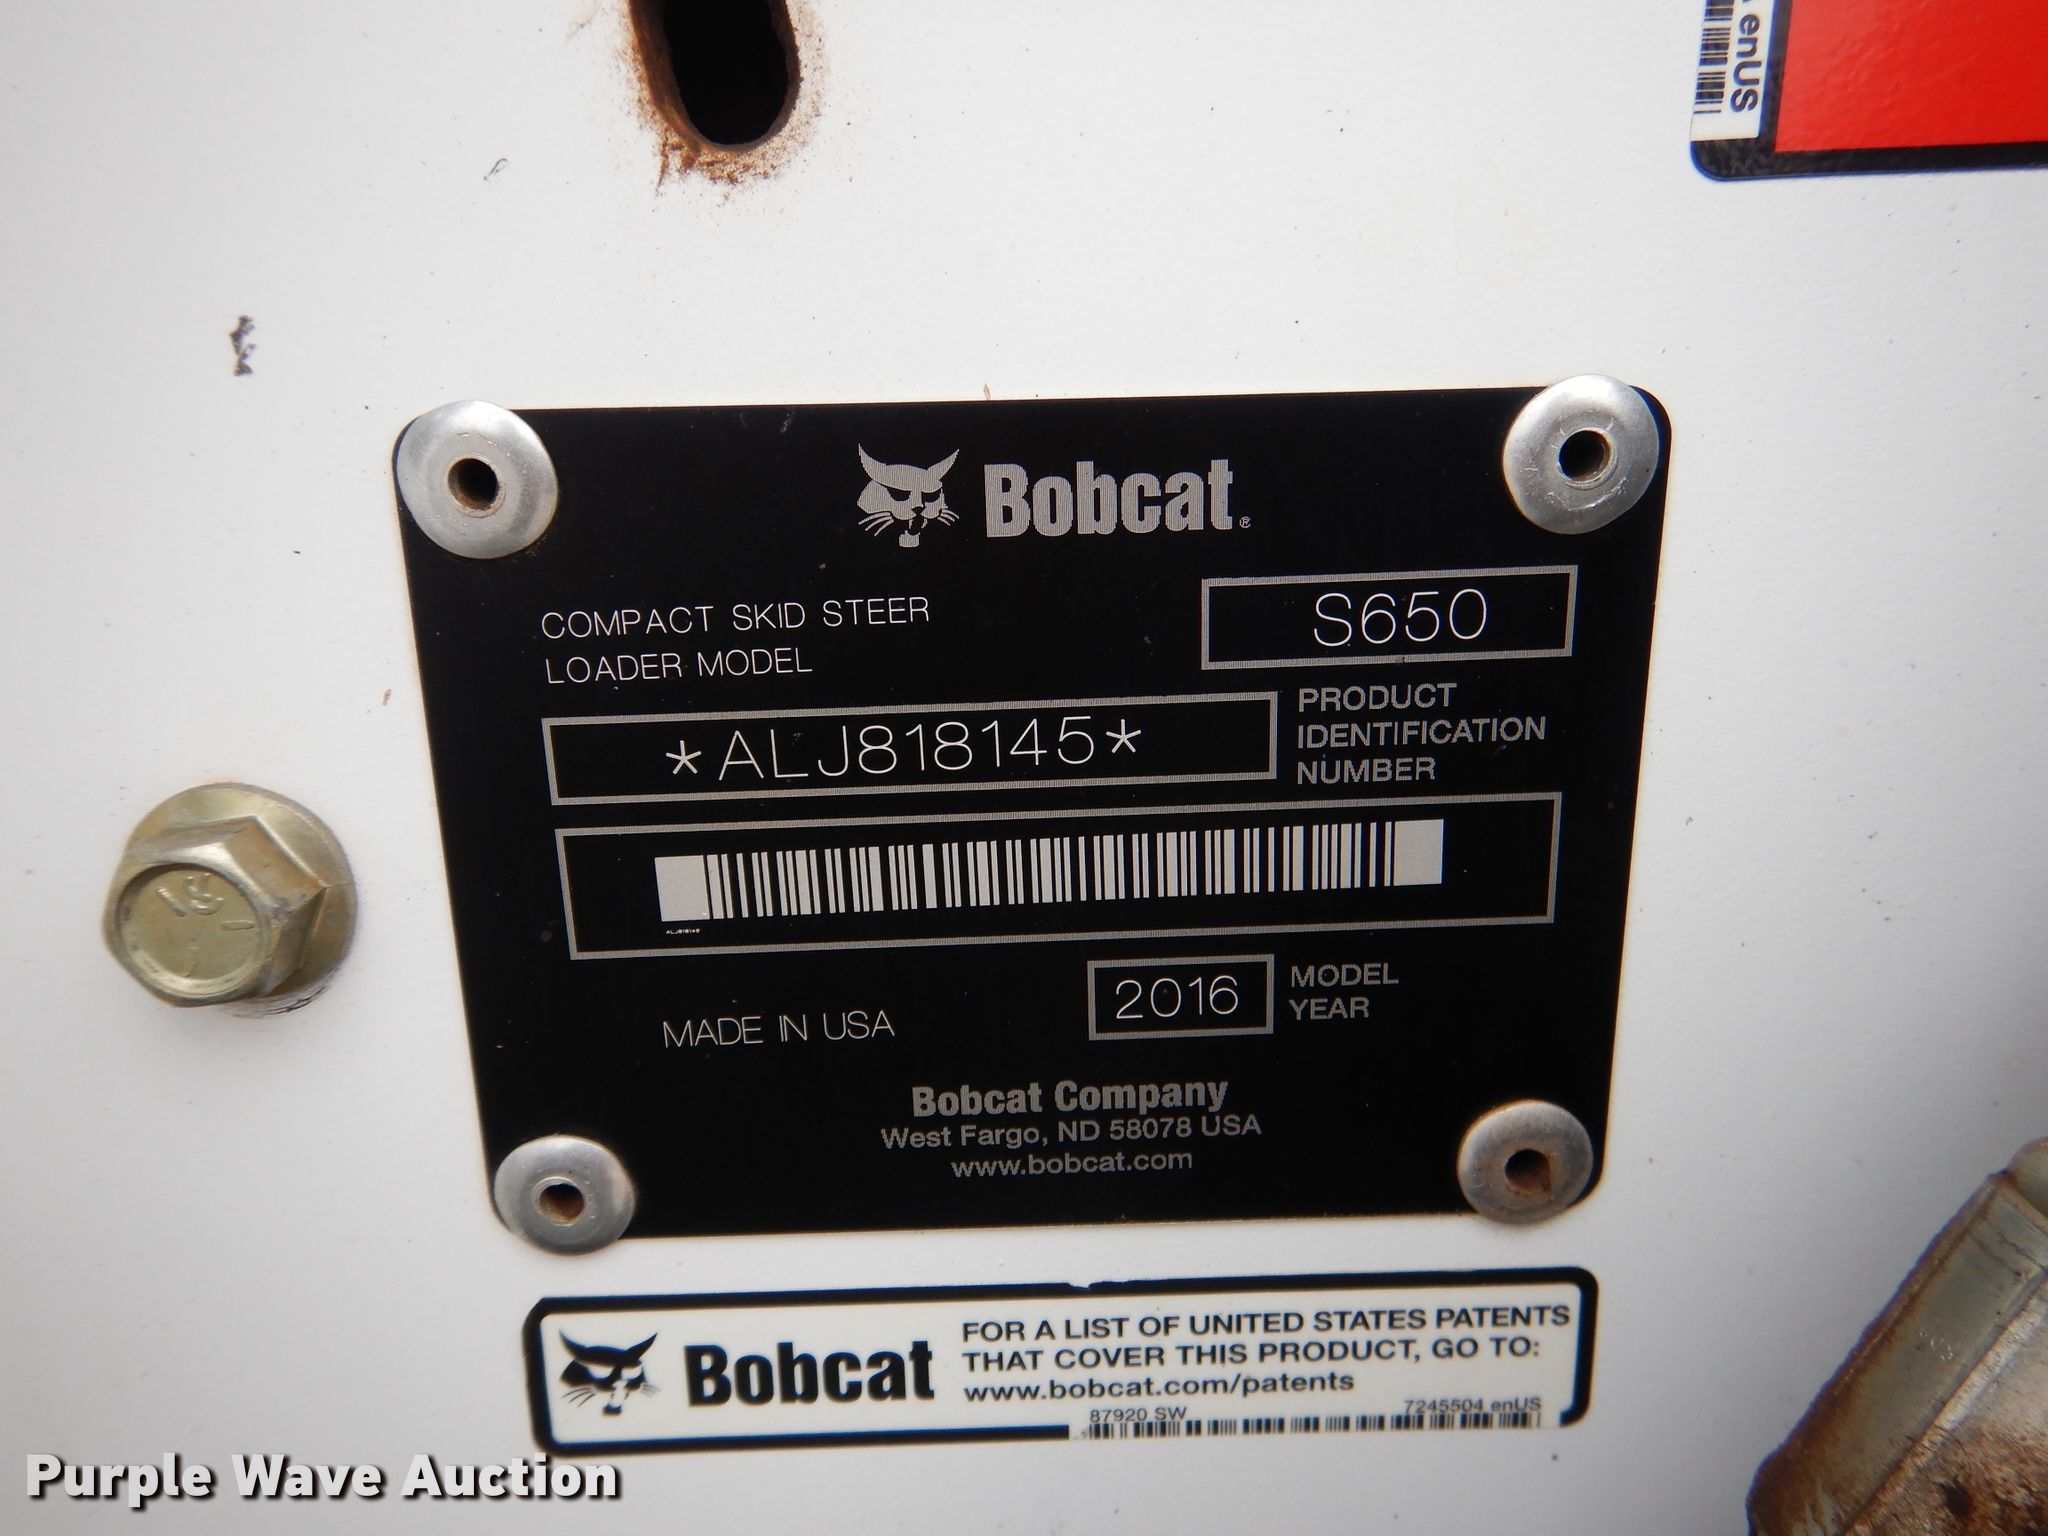 enUS
Bobcat®
COMPACT SKID STEER
LOADER MODEL
S650
*ALJ818145*
PRODUCT
IDENTIFICATION
NUMBER
ALJ818145
MADE IN USA
2016
MODEL
YEAR
Bobcat Company
West Fargo, ND 58078 USA
www.bobcat.com
Bobcat
FOR A LIST OF UNITED STATES PATENTS
THAT COVER THIS PRODUCT, GO TO:
www.bobcat.com/patents
87920 SW
7245504 enUS
Purple Wave Auction